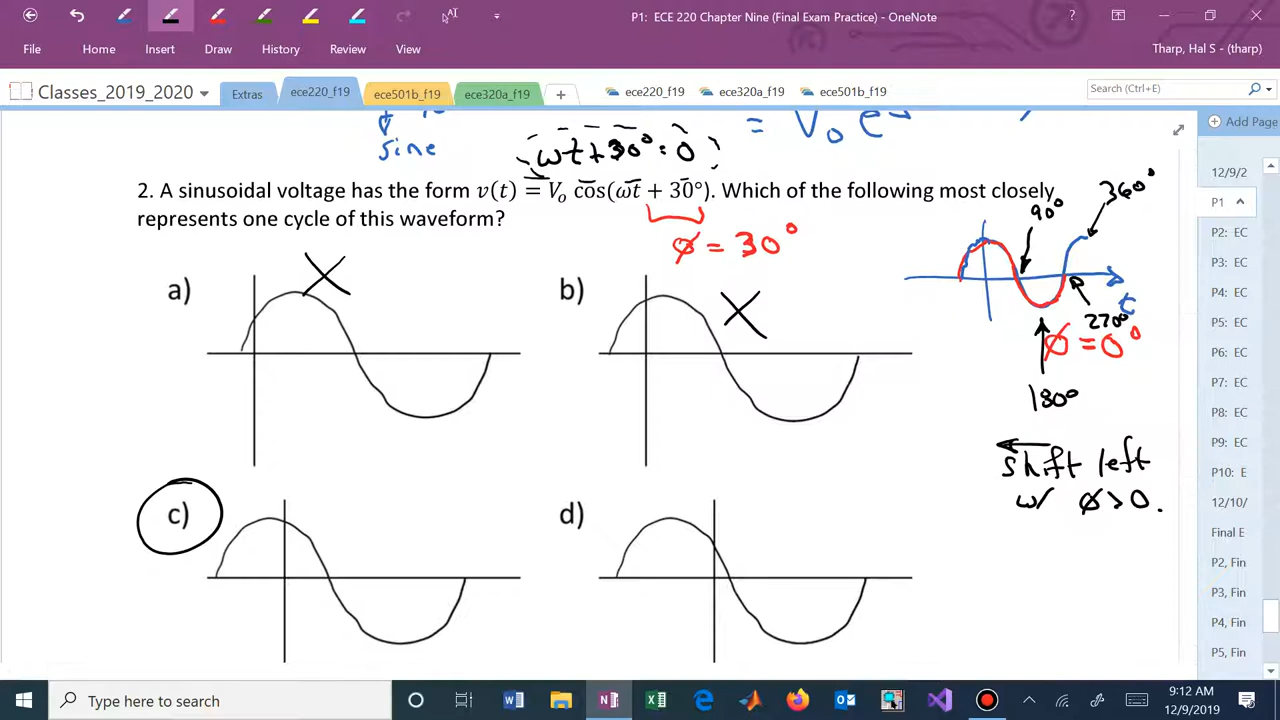 P1: ECE 220 Chapter Nine (Final Exam Practice) - OneNote
Tharp, Hal S - (tharp)
File Home Insert Draw History Review View
Classes_2019_2020
Extras
ece220_f19
ece501b_f19
ece320a_f19
ece220_f19
ece320a_f19
ece501b_f19
Search (Ctrl+E)
Add Page
12/9/2
P1
P2: EC
P3: EC
P4: EC
P5: EC
P6: EC
P7: EC
P8: EC
P9: EC
P10: E
12/10/
Final E
P2, Fin
P3, Fin
P4, Fin
P5, Fin
sine
= V₀ e
ωt + 30° = 0
2. A sinusoidal voltage has the form v(t) = Vₒ cos(ωt + 30°). Which of the following most closely
represents one cycle of this waveform?
ϕ = 30°
90°
360°
t
270°
ϕ = 0°
180°
shift left
w/ ϕ > 0.
a)
b)
c)
d)
Type here to search
9:12 AM
12/9/2019